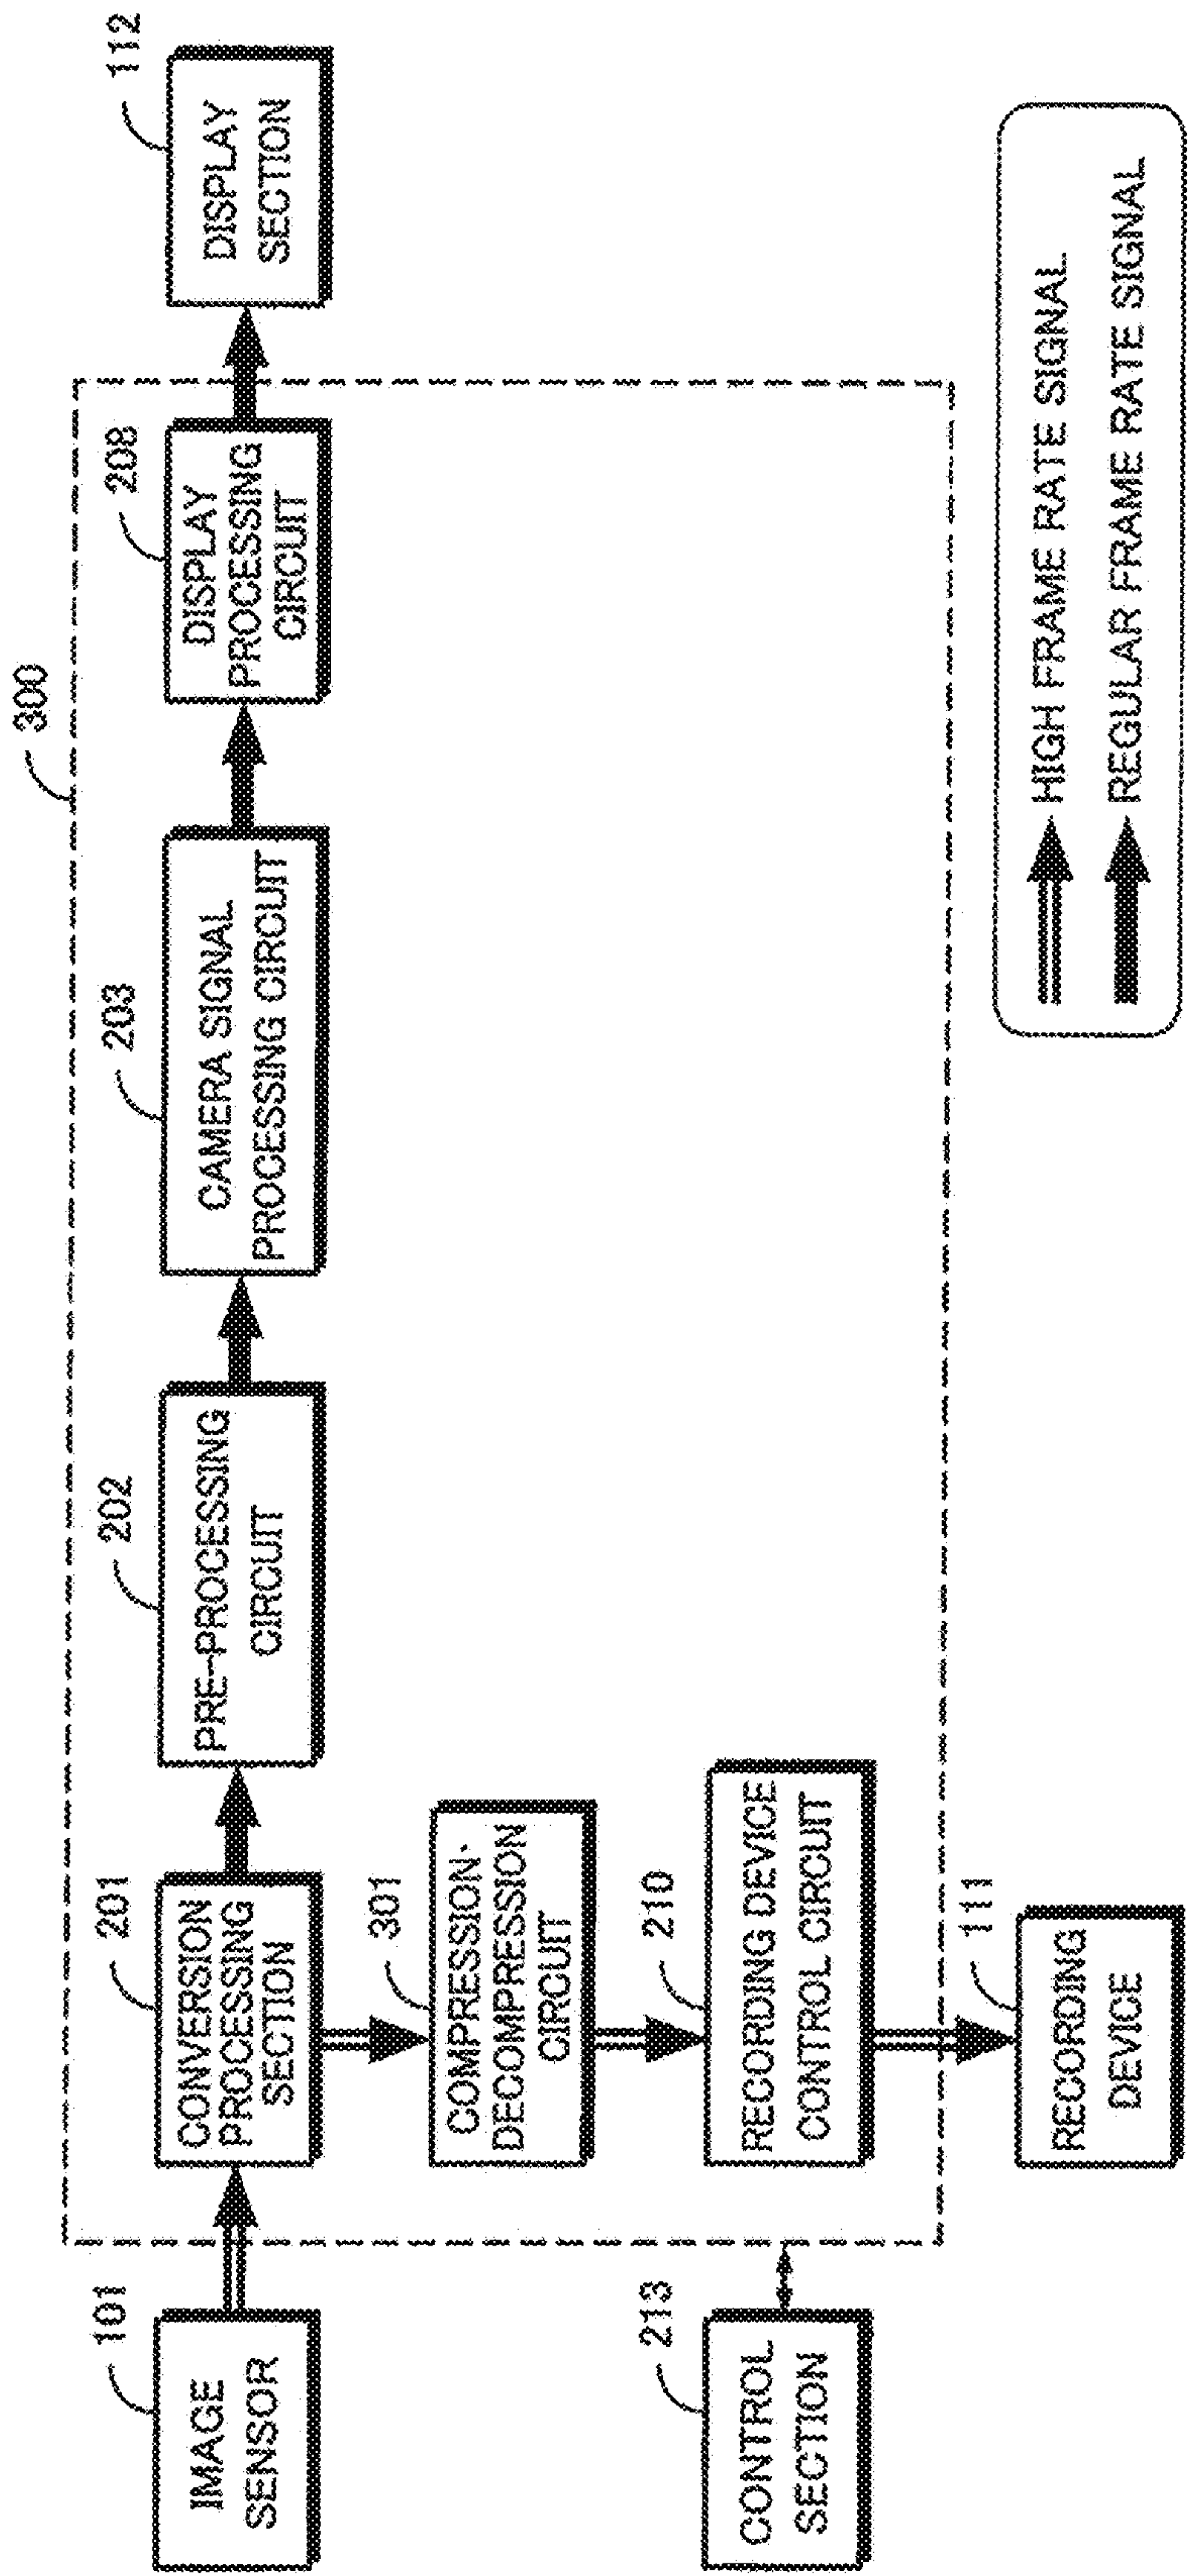 300
101
IMAGE
SENSOR
201
CONVERSION
PROCESSING
SECTION
202
PRE-PROCESSING
CIRCUIT
203
CAMERA SIGNAL
PROCESSING CIRCUIT
208
DISPLAY
PROCESSING
CIRCUIT
112
DISPLAY
SECTION
301
COMPRESSION-
DECOMPRESSION
CIRCUIT
213
CONTROL
SECTION
210
RECORDING DEVICE
CONTROL CIRCUIT
111
RECORDING
DEVICE
HIGH FRAME RATE SIGNAL
REGULAR FRAME RATE SIGNAL